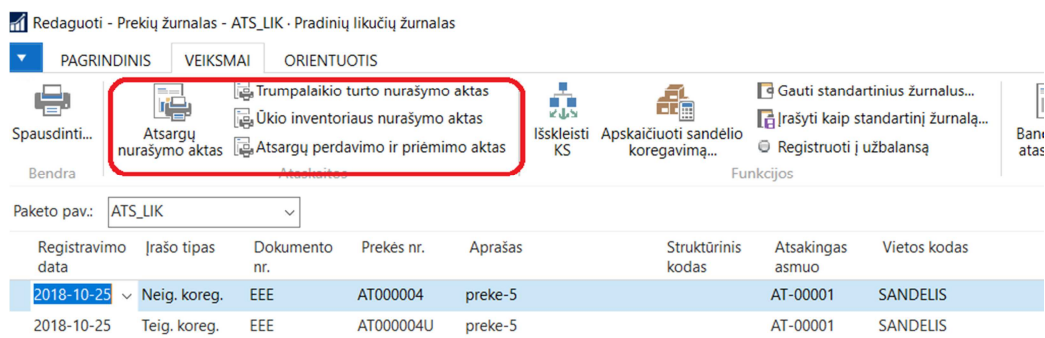 Redaguoti - Prekių žurnalas - ATS_LIK · Pradinių likučių žurnalas
PAGRINDINIS VEIKSMAI ORIENTUOTIS
Spausdinti...
Bendra
Atsargų
nurašymo aktas
Trumpalaikio turto nurašymo aktas
Ūkio inventoriaus nurašymo aktas
Atsargų perdavimo ir priėmimo aktas
Ataskaitos
Išskleisti
KS
Apskaičiuoti sandėlio
koregavimą...
Gauti standartinius žurnalus...
Įrašyti kaip standartinį žurnalą...
Registruoti į užbalansą
Funkcijos
Paketo pav.: ATS_LIK
Registravimo data Įrašo tipas Dokumento nr. Prekės nr. Aprašas Struktūrinis kodas Atsakingas asmuo Vietos kodas
2018-10-25 Neig. koreg. EEE AT000004 preke-5 AT-00001 SANDELIS
2018-10-25 Teig. koreg. EEE AT000004U preke-5 AT-00001 SANDELIS